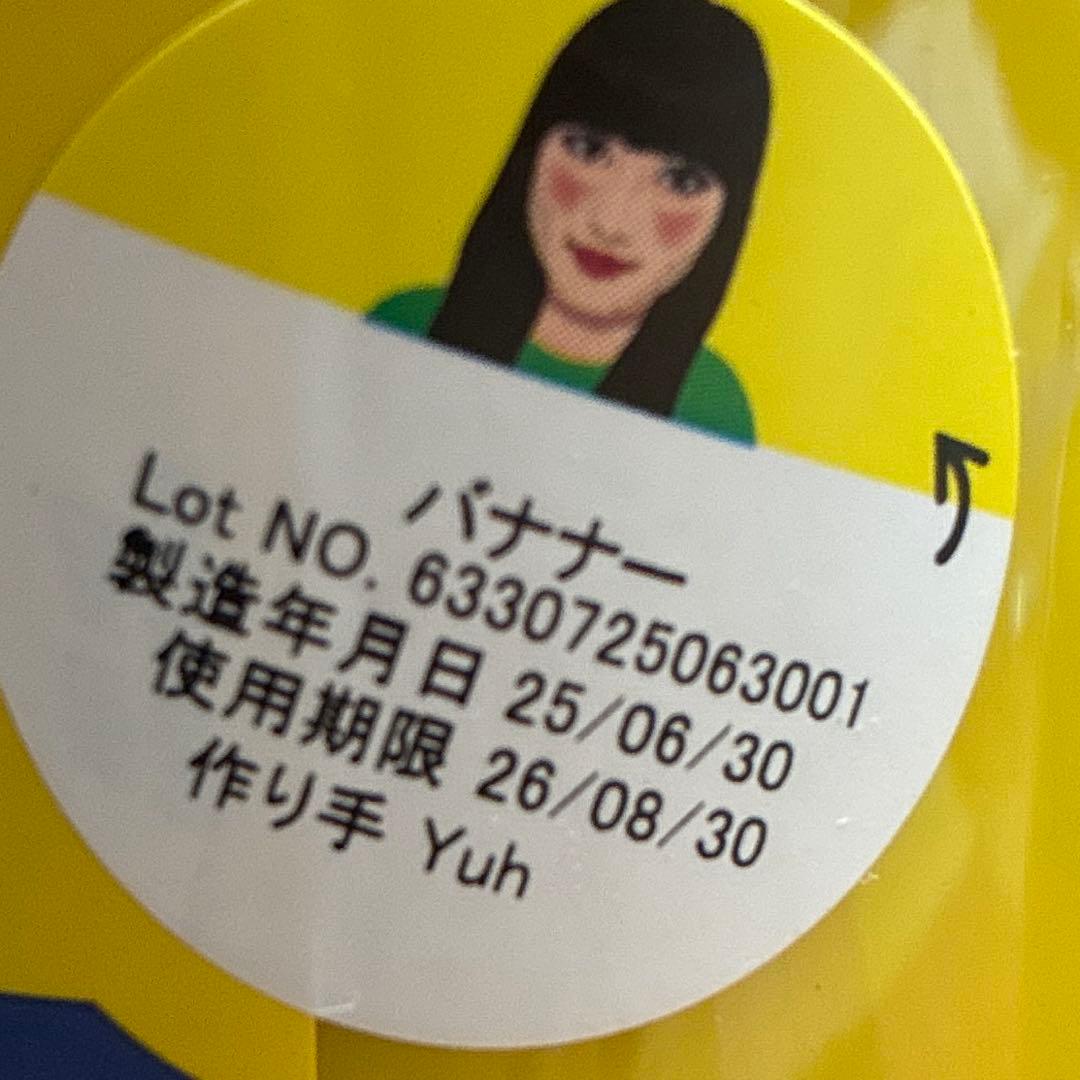 バナナー
Lot NO. 6330725063001
製造年月日 25/06/30
使用期限 26/08/30
作り手 Yuh